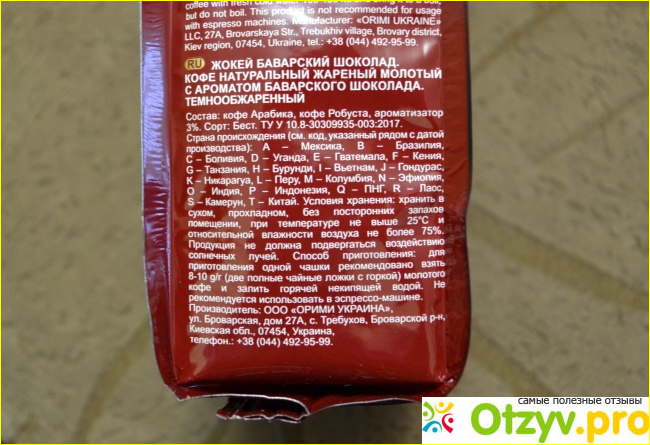 coffee with fresh cold water
but do not boil. This product is not recommended for usage
with espresso machines. Manufacturer: «ORIMI UKRAINE»
LLC, 27A, Brovarskaya Str., Trebukhiv village, Brovary district,
Kiev region, 07454, Ukraine, tel.: +38 (044) 492-95-99.
RU ЖОКЕЙ БАВАРСКИЙ ШОКОЛАД.
КОФЕ НАТУРАЛЬНЫЙ ЖАРЕНЫЙ МОЛОТЫЙ
С АРОМАТОМ БАВАРСКОГО ШОКОЛАДА.
ТЕМНООБЖАРЕННЫЙ
Состав: кофе Арабика, кофе Робуста, ароматизатор
3%. Сорт: Бест. ТУ У 10.8-30309935-003:2017.
Страна происхождения (см. код, указанный рядом с датой
производства): A – Мексика, B – Бразилия,
C – Боливия, D – Уганда, E – Гватемала, F – Кения,
G – Танзания, H – Бурунди, I – Вьетнам, J – Гондурас,
K – Никарагуа, L – Перу, M – Колумбия, N – Эфиопия,
O – Индия, P – Индонезия, Q – ПНГ, R – Лаос,
S – Камерун, T – Китай. Условия хранения: хранить в
сухом, прохладном, без посторонних запахов
помещении, при температуре не выше 25°С и
относительной влажности воздуха не более 75%.
Продукция не должна подвергаться воздействию
солнечных лучей. Способ приготовления: для
приготовления одной чашки рекомендовано взять
8-10 g/г (две полные чайные ложки с горкой) молотого
кофе и залить горячей некипящей водой. Не
рекомендуется использовать в эспрессо-машине.
Производитель: ООО «ОРИМИ УКРАИНА»,
ул. Броварская, дом 27А, с. Требухов, Броварской р-н,
Киевская обл., 07454, Украина,
телефон.: +38 (044) 492-95-99.
самые полезные отзывы
Otzyv.pro